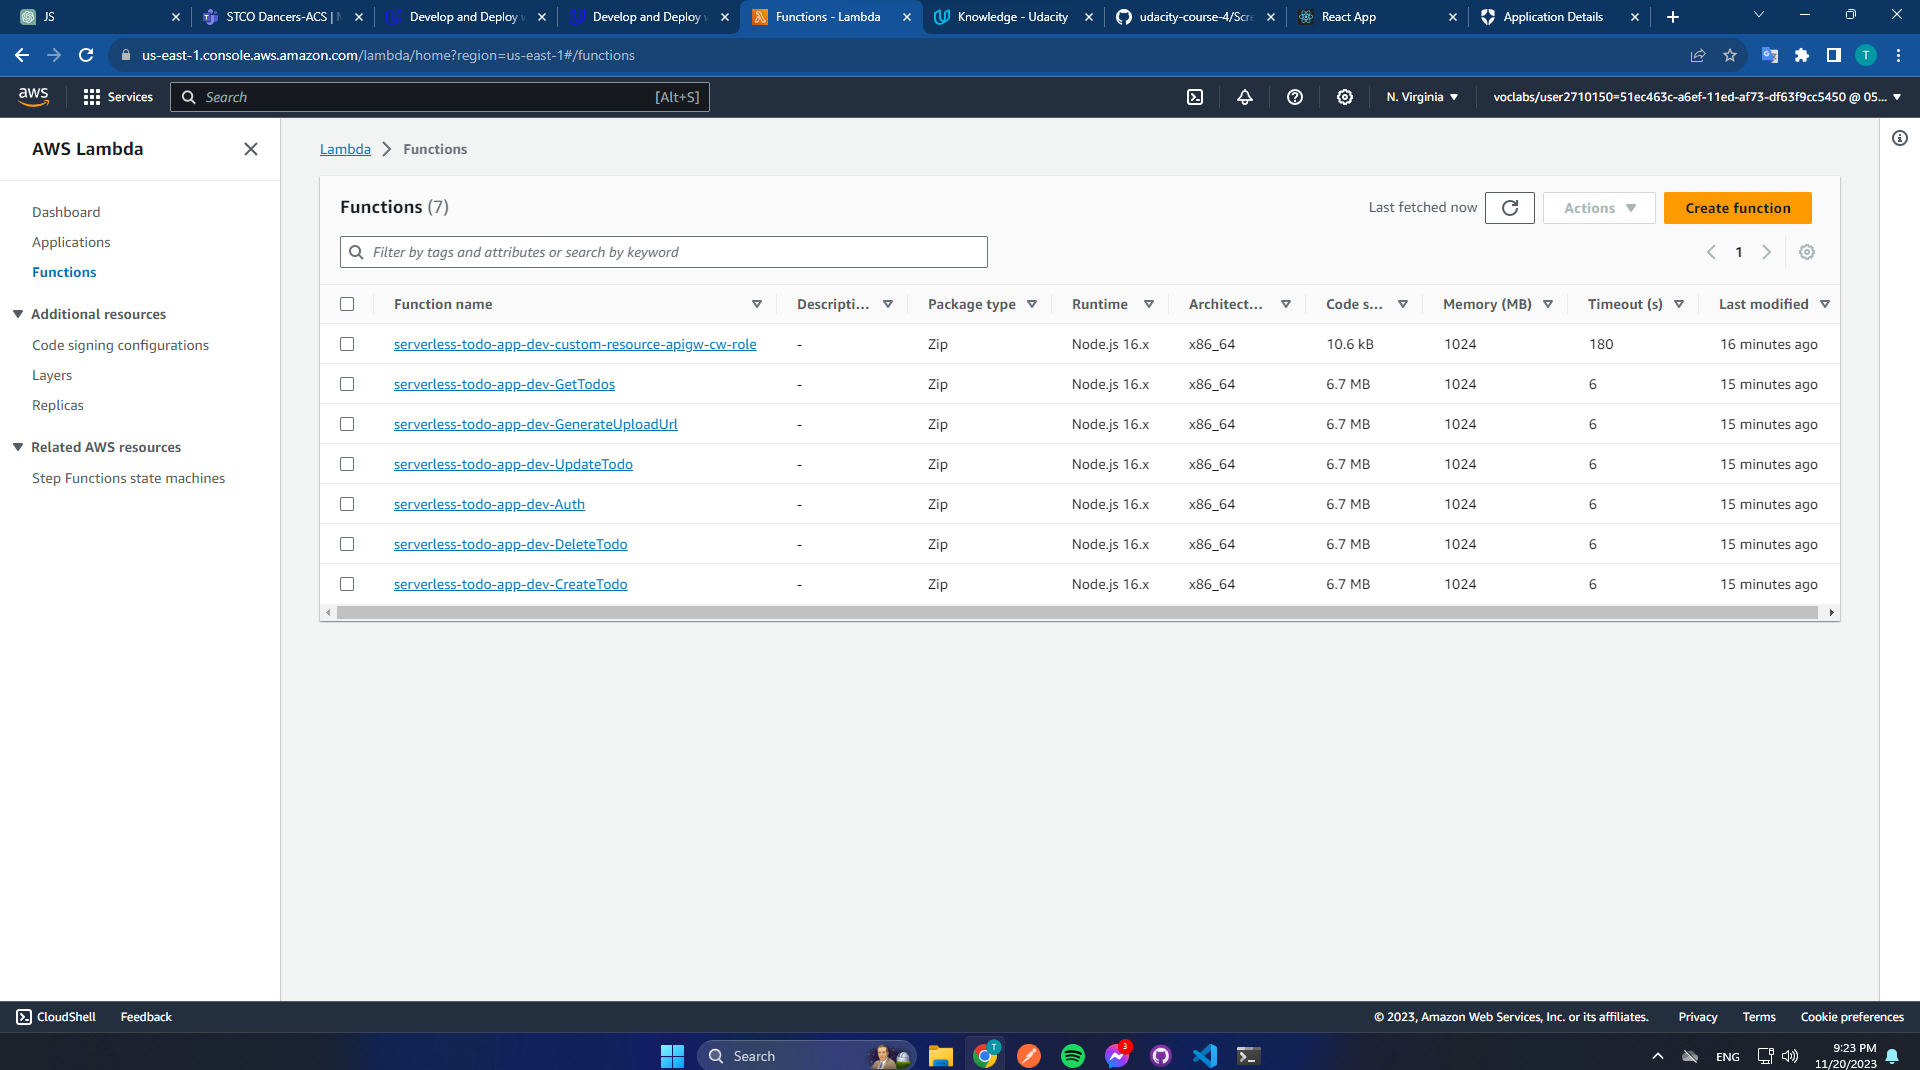 JS
STCO Dancers-ACS | M
Develop and Deploy w
Develop and Deploy w
Functions - Lambda
Knowledge - Udacity
udacity-course-4/Scre
React App
Application Details
us-east-1.console.aws.amazon.com/lambda/home?region=us-east-1#/functions
T
aws
Services
Search
[Alt+S]
N. Virginia
voclabs/user2710150=51ec463c-a6ef-11ed-af73-df63f9cc5450 @ 05...
AWS Lambda
Dashboard
Applications
Functions
Additional resources
Code signing configurations
Layers
Replicas
Related AWS resources
Step Functions state machines
Lambda > Functions
Functions (7)
Last fetched now
Actions
Create function
Filter by tags and attributes or search by keyword
1
Function name Descripti... Package type Runtime Architect... Code s... Memory (MB) Timeout (s) Last modified
serverless-todo-app-dev-custom-resource-apigw-cw-role - Zip Node.js 16.x x86_64 10.6 kB 1024 180 16 minutes ago
serverless-todo-app-dev-GetTodos - Zip Node.js 16.x x86_64 6.7 MB 1024 6 15 minutes ago
serverless-todo-app-dev-GenerateUploadUrl - Zip Node.js 16.x x86_64 6.7 MB 1024 6 15 minutes ago
serverless-todo-app-dev-UpdateTodo - Zip Node.js 16.x x86_64 6.7 MB 1024 6 15 minutes ago
serverless-todo-app-dev-Auth - Zip Node.js 16.x x86_64 6.7 MB 1024 6 15 minutes ago
serverless-todo-app-dev-DeleteTodo - Zip Node.js 16.x x86_64 6.7 MB 1024 6 15 minutes ago
serverless-todo-app-dev-CreateTodo - Zip Node.js 16.x x86_64 6.7 MB 1024 6 15 minutes ago
CloudShell
Feedback
© 2023, Amazon Web Services, Inc. or its affiliates.
Privacy
Terms
Cookie preferences
Search
T
3
ENG
9:23 PM
11/20/2023